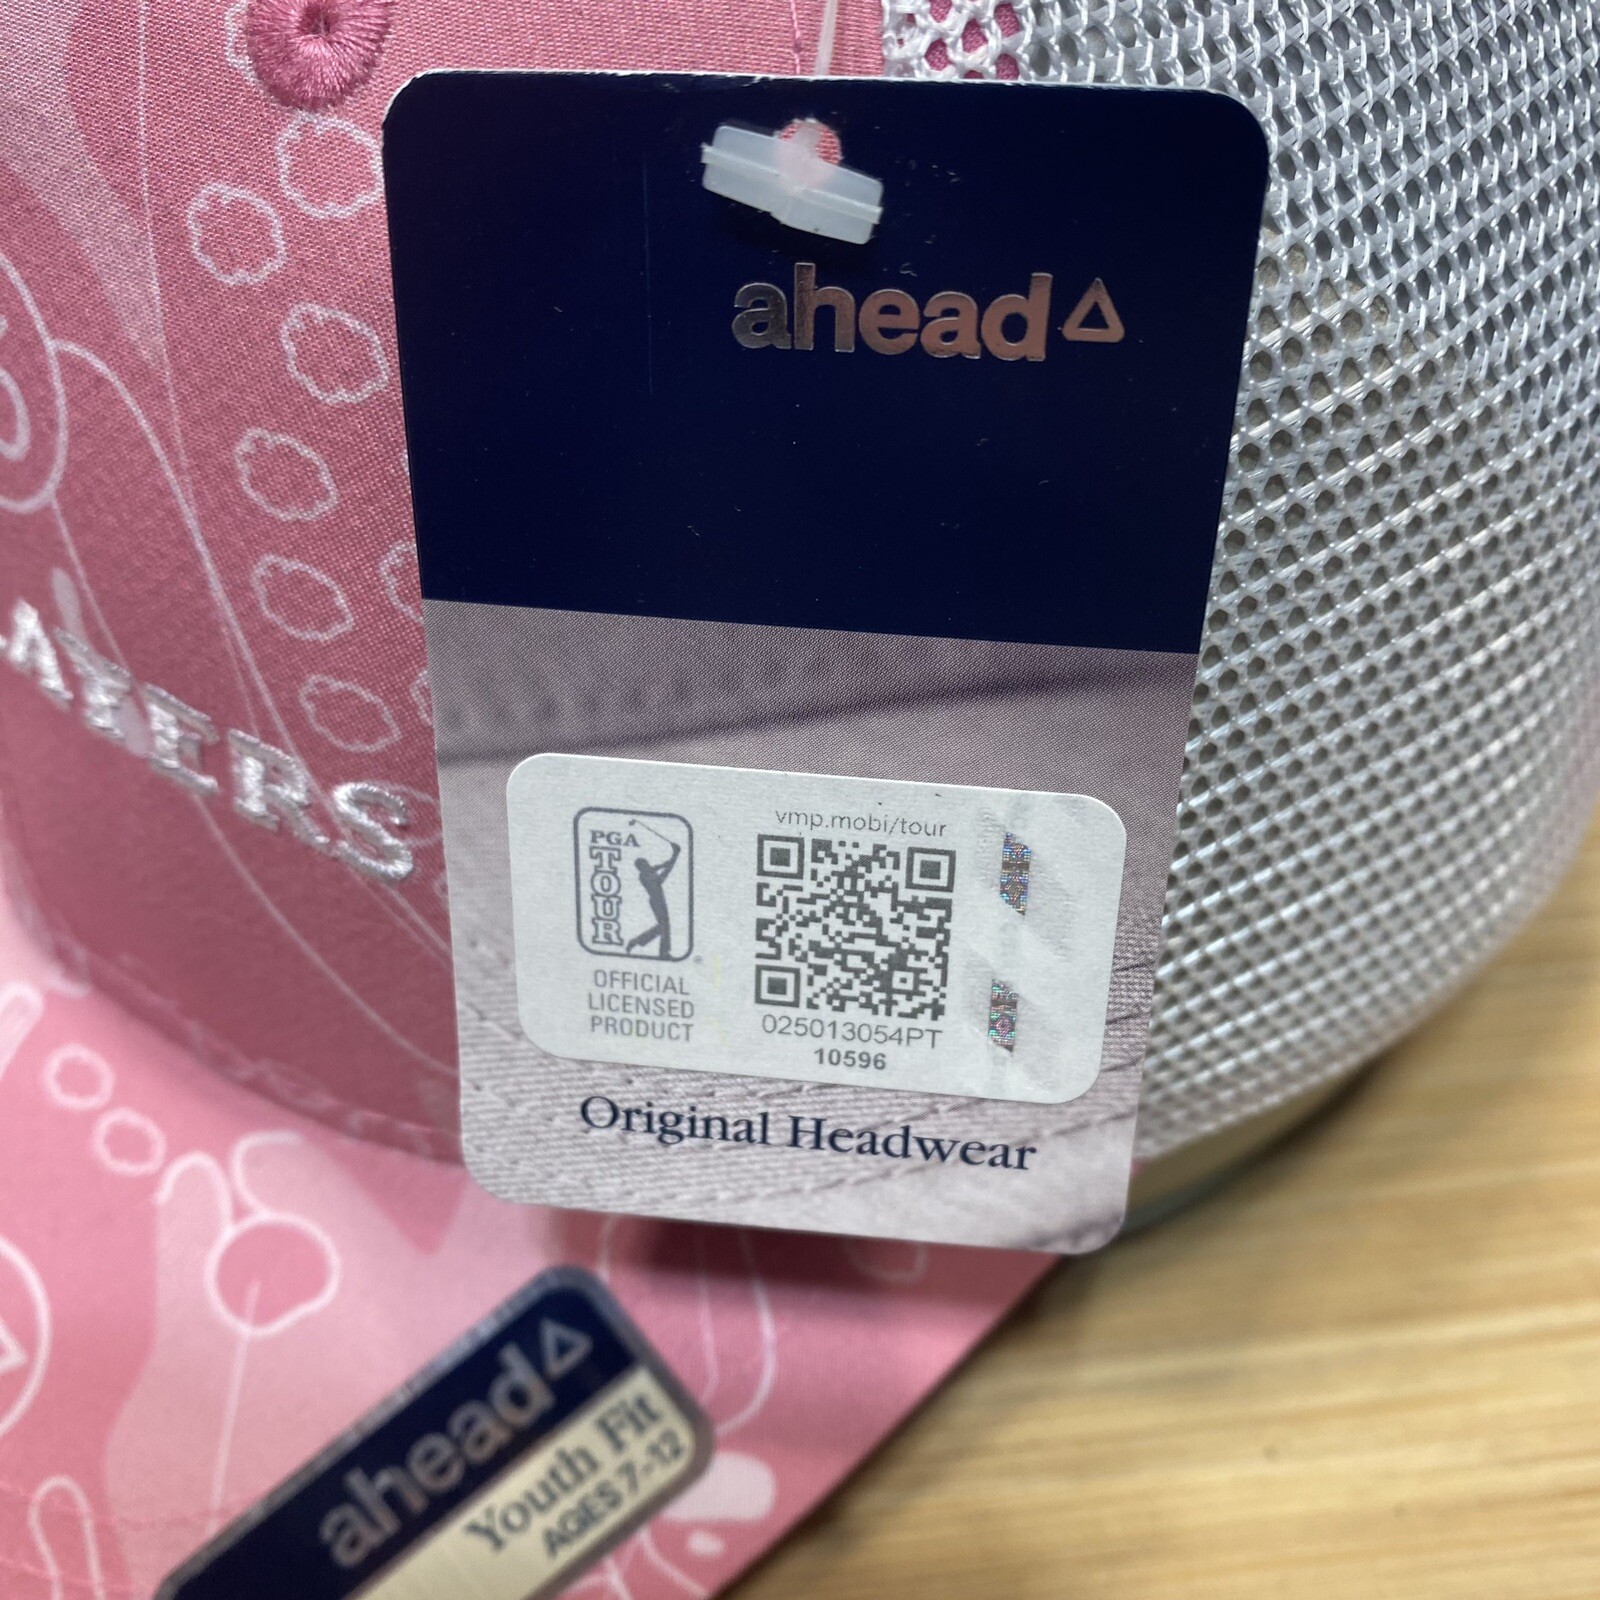 ahead
AYERS
vmp.mobi/tour
PGA
TOUR
OFFICIAL
LICENSED
PRODUCT
025013054PT
10596
Original Headwear
ahead
Youth Fit
AGES 7-12